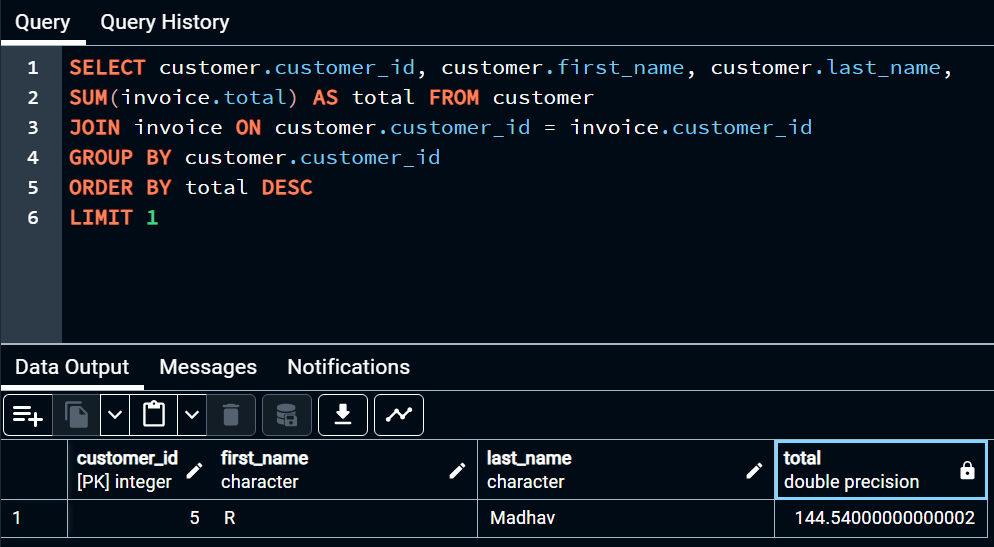 Query Query History
1 SELECT customer.customer_id, customer.first_name, customer.last_name,
2 SUM(invoice.total) AS total FROM customer
3 JOIN invoice ON customer.customer_id = invoice.customer_id
4 GROUP BY customer.customer_id
5 ORDER BY total DESC
6 LIMIT 1
Data Output Messages Notifications
customer_id first_name last_name total
[PK] integer character character double precision
1 5 R Madhav 144.54000000000002